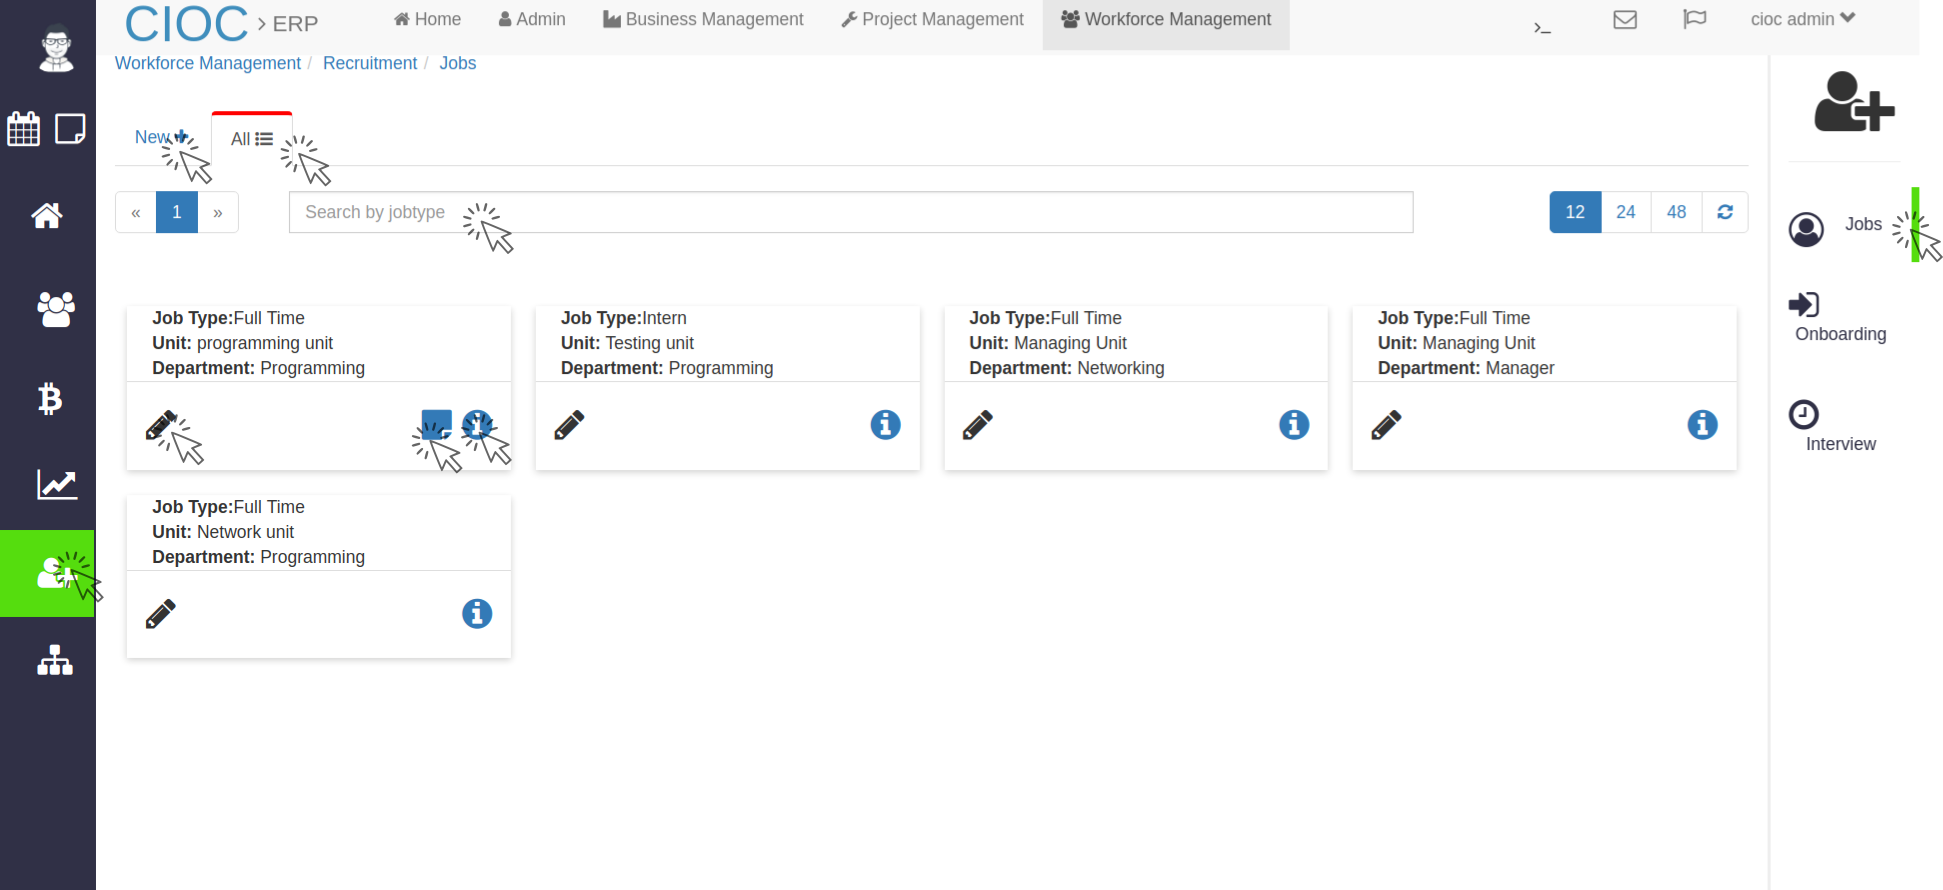 CIOC > ERP
Home
Admin
Business Management
Project Management
Workforce Management
>_
cioc admin
Workforce Management / Recruitment / Jobs
New
All
« 1 »
Search by jobtype
12 24 48
Job Type:Full Time
Unit: programming unit
Department: Programming
Job Type:Intern
Unit: Testing unit
Department: Programming
Job Type:Full Time
Unit: Managing Unit
Department: Networking
Job Type:Full Time
Unit: Managing Unit
Department: Manager
Job Type:Full Time
Unit: Network unit
Department: Programming
Jobs
Onboarding
Interview